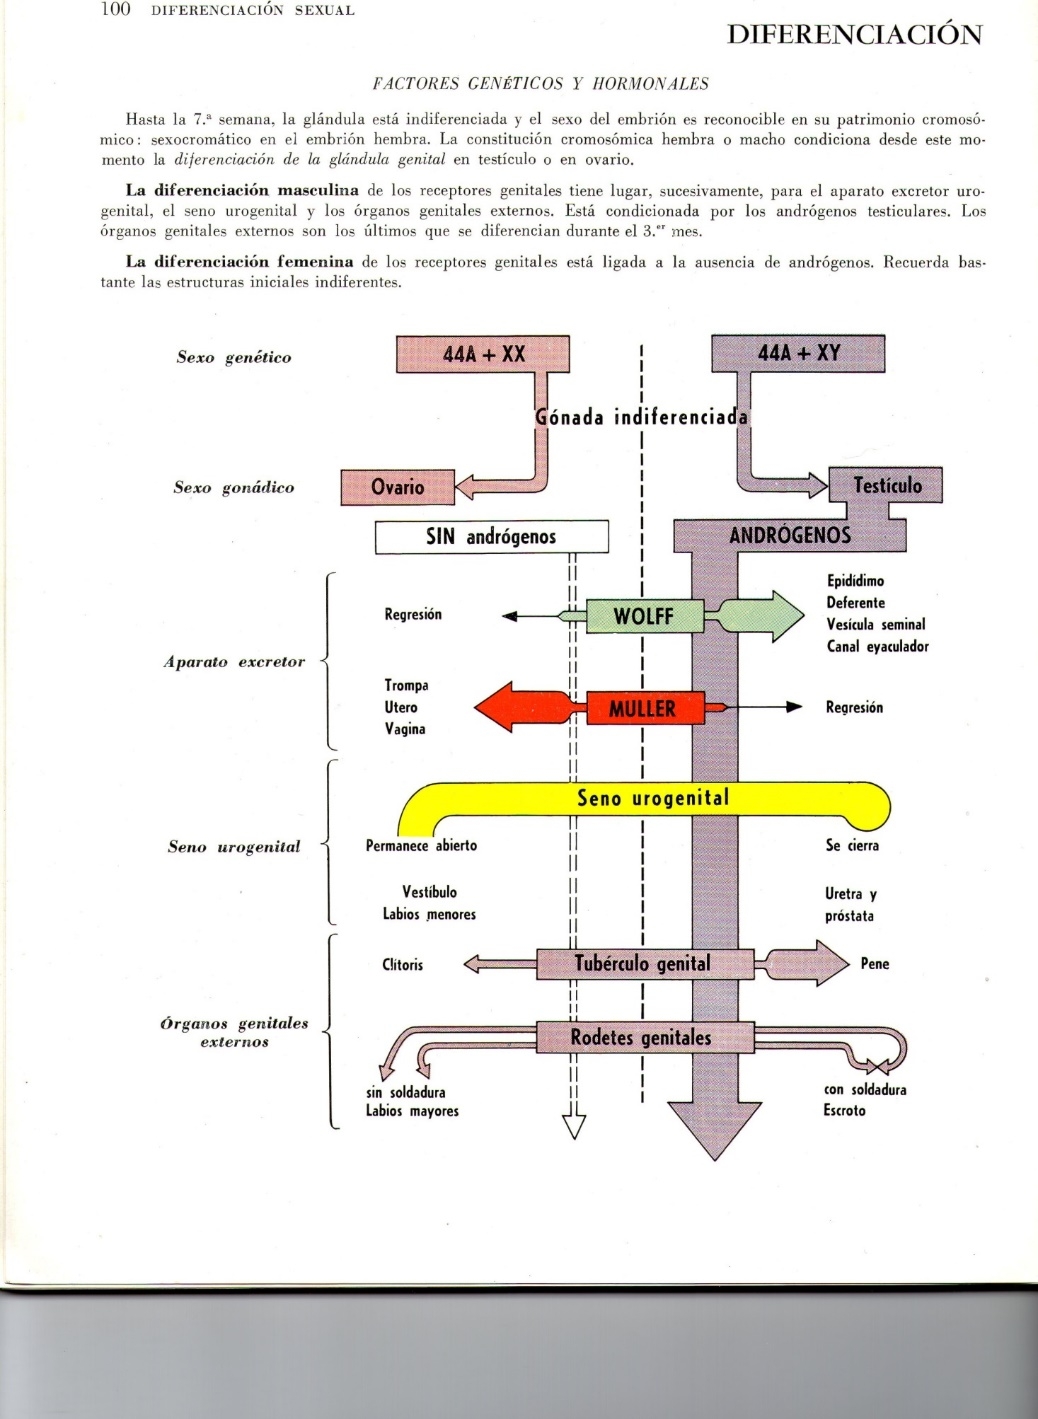 100 DIFERENCIACIÓN SEXUAL
DIFERENCIACIÓN
FACTORES GENÉTICOS Y HORMONALES
Hasta la 7.ª semana, la glándula está indiferenciada y el sexo del embrión es reconocible en su patrimonio cromosó-
mico: sexocromático en el embrión hembra. La constitución cromosómica hembra o macho condiciona desde este mo-
mento la diferenciación de la glándula genital en testículo o en ovario.
La diferenciación masculina de los receptores genitales tiene lugar, sucesivamente, para el aparato excretor uro-
genital, el seno urogenital y los órganos genitales externos. Está condicionada por los andrógenos testiculares. Los
órganos genitales externos son los últimos que se diferencian durante el 3.er mes.
La diferenciación femenina de los receptores genitales está ligada a la ausencia de andrógenos. Recuerda bas-
tante las estructuras iniciales indiferentes.
Sexo genético
44A + XX
44A + XY
Gónada indiferenciada
Sexo gonádico
Ovario
Testículo
SIN andrógenos
ANDRÓGENOS
Aparato excretor
Regresión
WOLFF
Epidídimo
Deferente
Vesícula seminal
Canal eyaculador
Trompa
Utero
Vagina
MULLER
Regresión
Seno urogenital
Seno urogenital
Permanece abierto
Se cierra
Vestíbulo
Labios menores
Uretra y
próstata
Órganos genitales
externos
Clítoris
Tubérculo genital
Pene
Rodetes genitales
sin soldadura
Labios mayores
con soldadura
Escroto